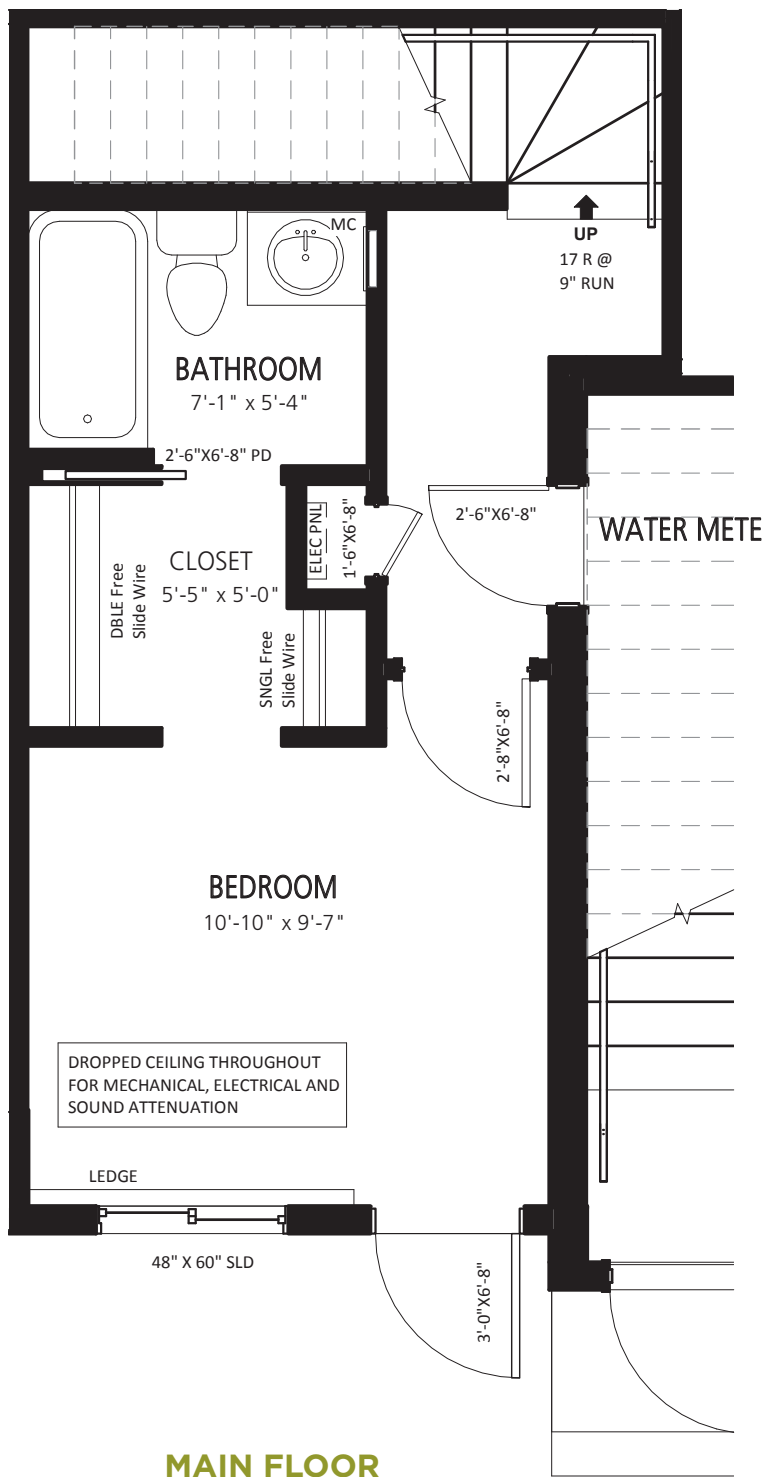 MC
UP
17 R @
9" RUN
BATHROOM
7'-1" x 5'-4"
2'-6"X6'-8" PD
ELEC PNL
1'-6"X6'-8"
2'-6"X6'-8"
WATER METE
CLOSET
5'-5" x 5'-0"
DBLE Free
Slide Wire
SNGL Free
Slide Wire
2'-8"X6'-8"
BEDROOM
10'-10" x 9'-7"
DROPPED CEILING THROUGHOUT
FOR MECHANICAL, ELECTRICAL AND
SOUND ATTENUATION
LEDGE
48" X 60" SLD
3'-0"X6'-8"
MAIN FLOOR